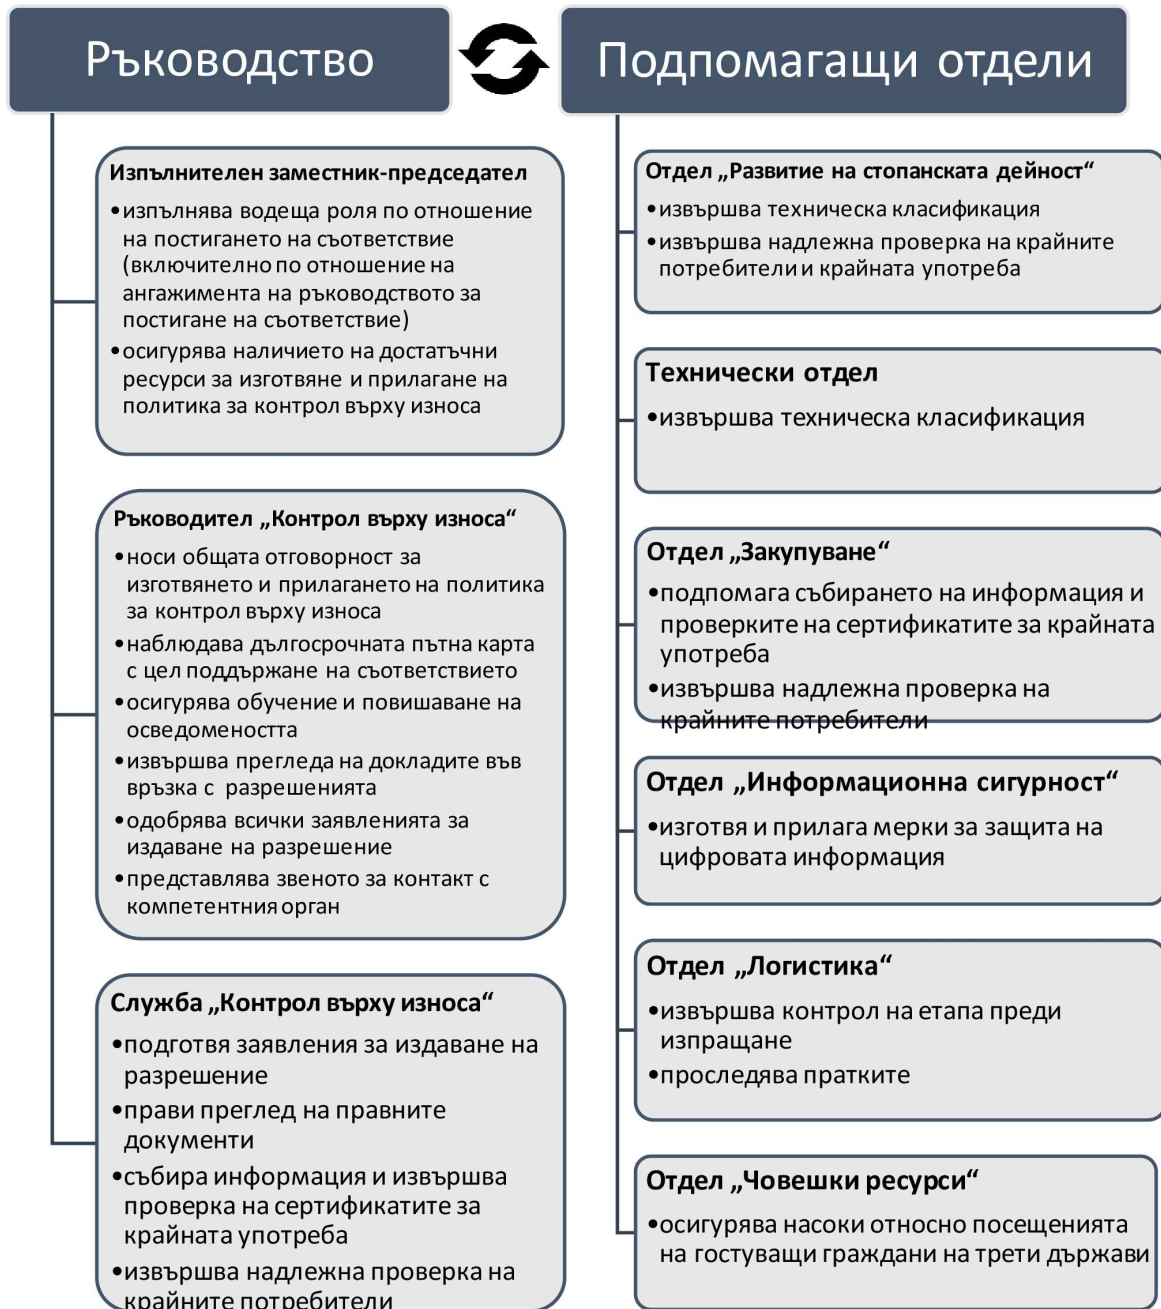 Ръководство
Изпълнителен заместник-председател
•изпълнява водеща роля по отношение
на постигането на съответствие
(включително по отношение на
ангажимента на ръководството за
постигане на съответствие)
•осигурява наличието на достатъчни
ресурси за изготвяне и прилагане на
политика за контрол върху износа
Ръководител „Контрол върху износа“
•носи общата отговорност за
изготвянето и прилагането на политика
за контрол върху износа
•наблюдава дългосрочната пътна карта
с цел поддържане на съответствието
•осигурява обучение и повишаване на
осведомеността
•извършва прегледа на докладите във
връзка с разрешенията
•одобрява всички заявленията за
издаване на разрешение
•представлява звеното за контакт с
компетентния орган
Служба „Контрол върху износа“
•подготвя заявления за издаване на
разрешение
•прави преглед на правните
документи
•събира информация и извършва
проверка на сертификатите за
крайната употреба
•извършва надлежна проверка на
крайните потребители
Подпомагащи отдели
Отдел „Развитие на стопанската дейност“
•извършва техническа класификация
•извършва надлежна проверка на крайните
потребители и крайната употреба
Технически отдел
•извършва техническа класификация
Отдел „Закупуване“
•подпомага събирането на информация и
проверките на сертификатите за крайната
употреба
•извършва надлежна проверка на
крайните потребители
Отдел „Информационна сигурност“
•изготвя и прилага мерки за защита на
цифровата информация
Отдел „Логистика“
•извършва контрол на етапа преди
изпращане
•проследява пратките
Отдел „Човешки ресурси“
•осигурява насоки относно посещенията
на гостуващи граждани на трети държави